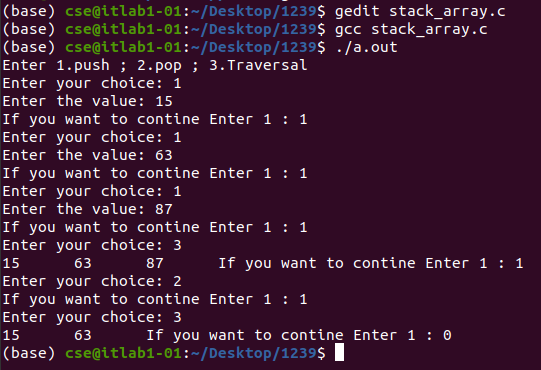 (base) cse@itlab1-01:~/Desktop/1239$ gedit stack_array.c
(base) cse@itlab1-01:~/Desktop/1239$ gcc stack_array.c
(base) cse@itlab1-01:~/Desktop/1239$ ./a.out
Enter 1.push ; 2.pop ; 3.Traversal
Enter your choice: 1
Enter the value: 15
If you want to contine Enter 1 : 1
Enter your choice: 1
Enter the value: 63
If you want to contine Enter 1 : 1
Enter your choice: 1
Enter the value: 87
If you want to contine Enter 1 : 1
Enter your choice: 3
15      63      87      If you want to contine Enter 1 : 1
Enter your choice: 2
If you want to contine Enter 1 : 1
Enter your choice: 3
15      63      If you want to contine Enter 1 : 0
(base) cse@itlab1-01:~/Desktop/1239$